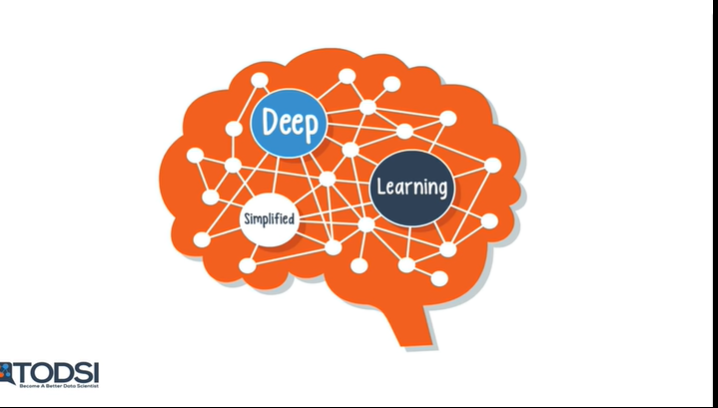 Deep
Learning
Simplified
TODSI
Become A Better Data Scientist